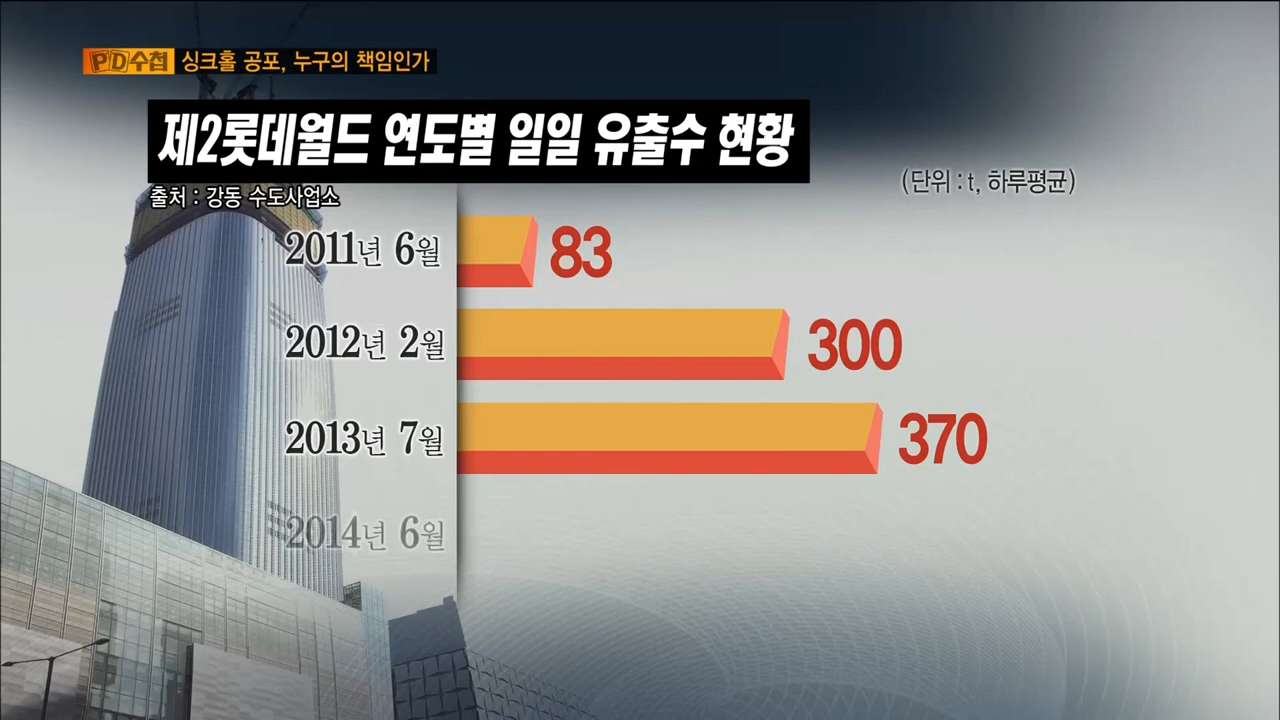 PD수첩 싱크홀 공포, 누구의 책임인가
제2롯데월드 연도별 일일 유출수 현황
(단위 : t, 하루평균)
출처 : 강동 수도사업소
2011년 6월 83
2012년 2월 300
2013년 7월 370
2014년 6월